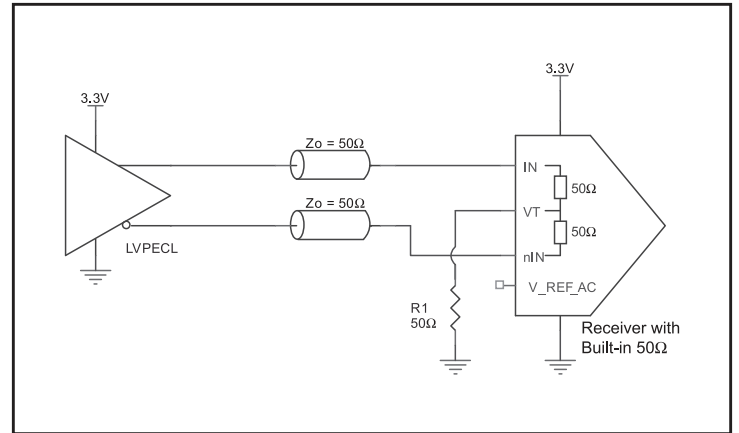 3.3V
3.3V
Zo = 50Ω
IN
50Ω
Zo = 50Ω
VT
50Ω
LVPECL
nIN
V_REF_AC
R1
50Ω
Receiver with
Built-in 50Ω